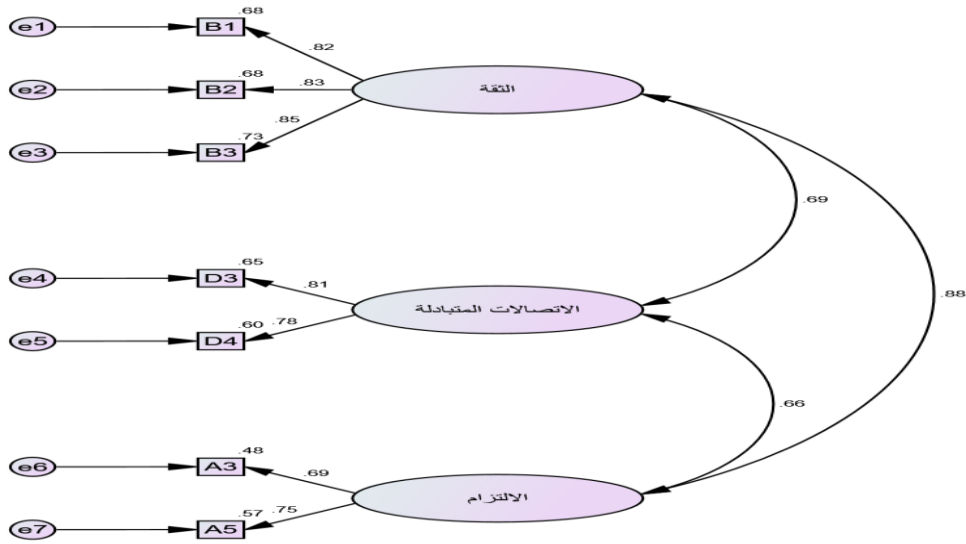 .68
e1
B1
.82
.68
e2
B2
.83
الثقة
.85
.73
e3
B3
.69
.65
e4
D3
.81
.88
الاتصالات المتبادلة
.60
.78
e5
D4
.66
.48
e6
A3
.69
الالتزام
.57
.75
e7
A5